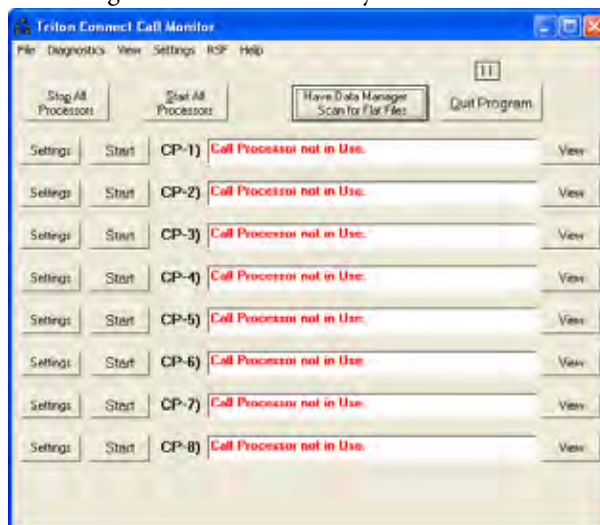 Triton Connect Call Monitor
File Diagnostics View Settings RSF Help
11
Stop All Processors
Start All Processors
Have Data Manager Scan for Flat Files
Quit Program
Settings Start CP-1) Call Processor not in Use. View
Settings Start CP-2) Call Processor not in Use. View
Settings Start CP-3) Call Processor not in Use. View
Settings Start CP-4) Call Processor not in Use. View
Settings Start CP-5) Call Processor not in Use. View
Settings Start CP-6) Call Processor not in Use. View
Settings Start CP-7) Call Processor not in Use. View
Settings Start CP-8) Call Processor not in Use. View